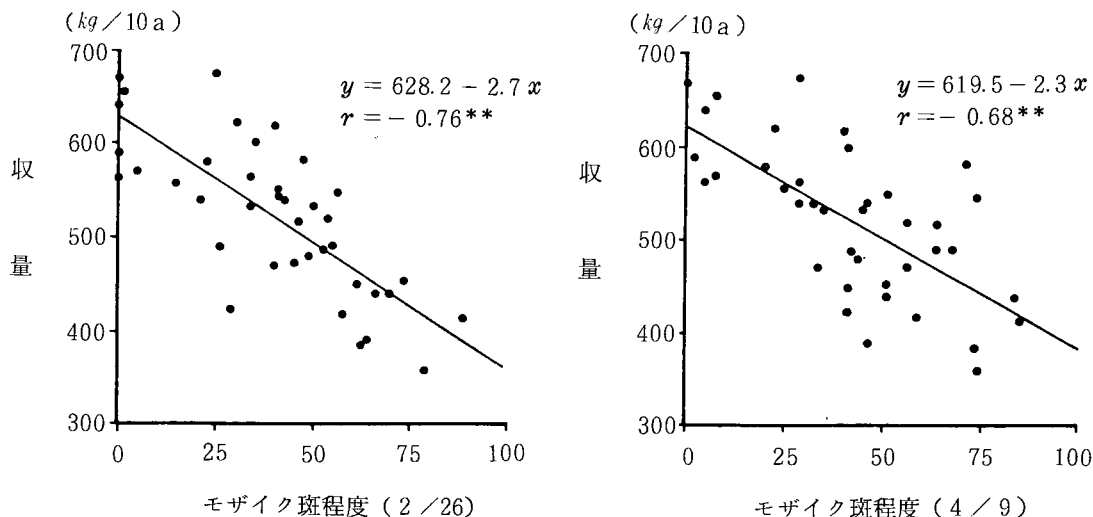 (kg/10a)
700
600
500
400
300
収
量
y = 628.2 − 2.7 x
r = − 0.76**
0 25 50 75 100
モザイク斑程度 (2/26)
(kg/10a)
700
600
500
400
300
収
量
y = 619.5 − 2.3 x
r = − 0.68**
0 25 50 75 100
モザイク斑程度 (4/9)